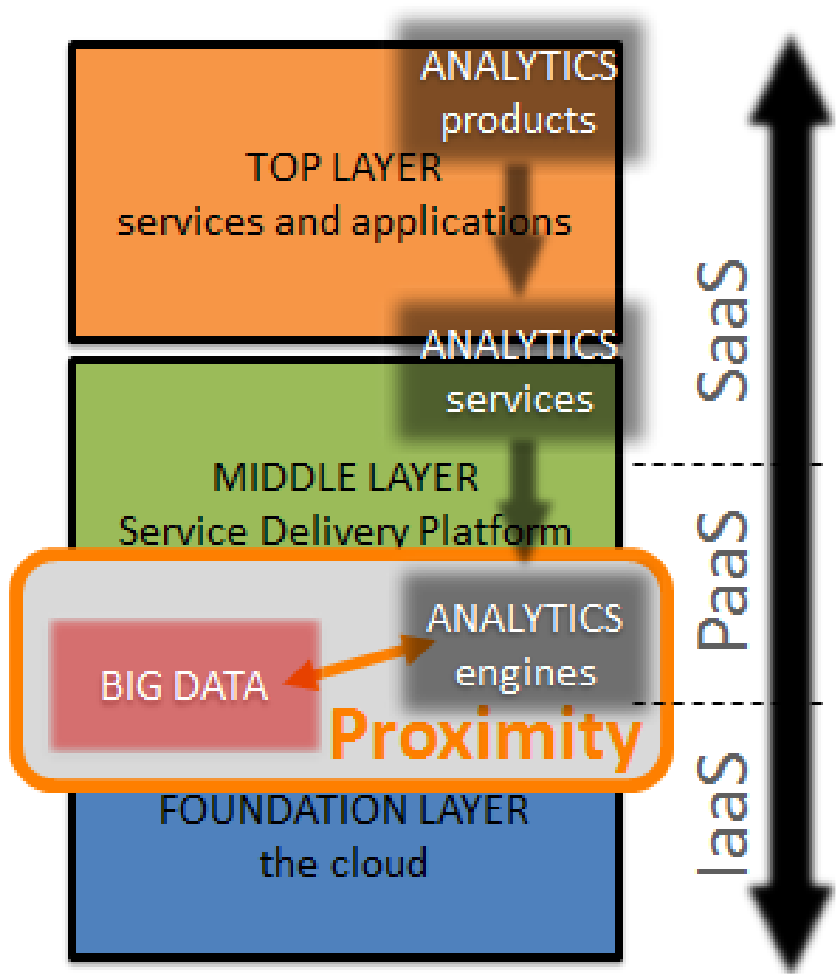 ANALYTICS
products
TOP LAYER
services and applications
ANALYTICS
services
MIDDLE LAYER
Service Delivery Platform
ANALYTICS
engines
BIG DATA
Proximity
FOUNDATION LAYER
the cloud
SaaS
PaaS
IaaS